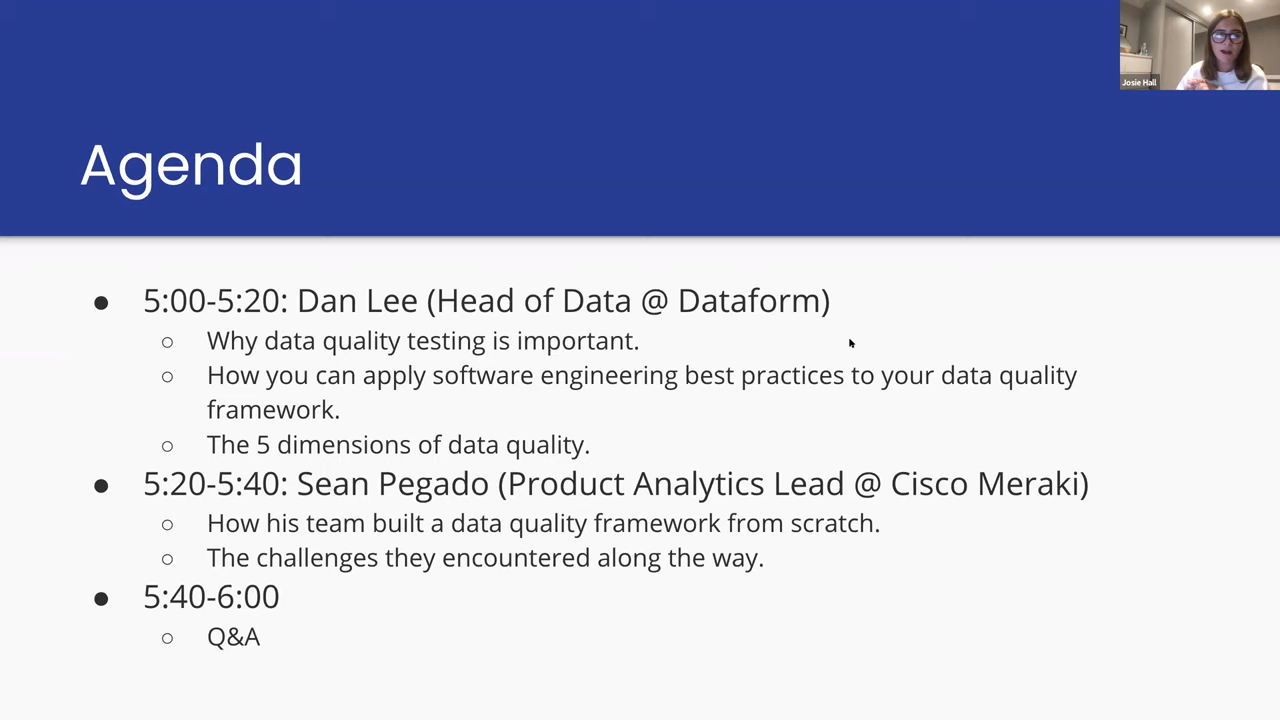 Josie Hall
Agenda
● 5:00-5:20: Dan Lee (Head of Data @ Dataform)
○ Why data quality testing is important.
○ How you can apply software engineering best practices to your data quality
framework.
○ The 5 dimensions of data quality.
● 5:20-5:40: Sean Pegado (Product Analytics Lead @ Cisco Meraki)
○ How his team built a data quality framework from scratch.
○ The challenges they encountered along the way.
● 5:40-6:00
○ Q&A